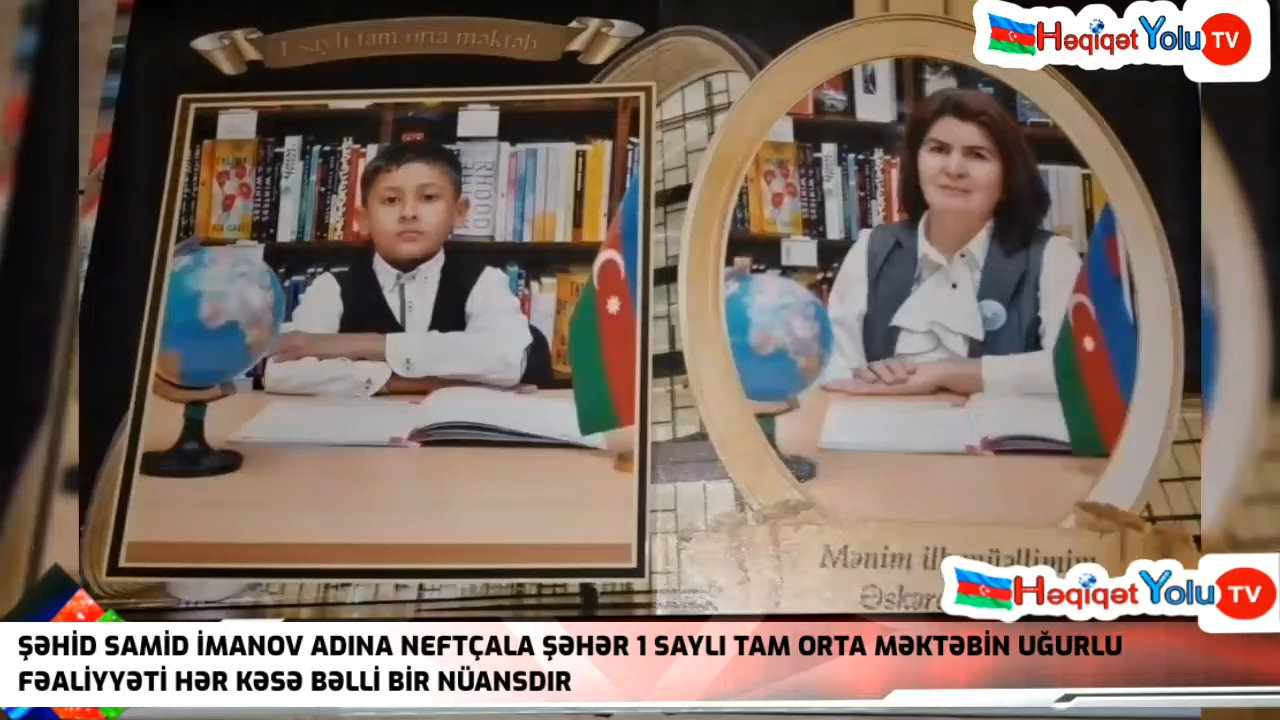 1 saylı tam orta məktəb
Həqiqət Yolu TV
RHODD
Mənim ilk müəllimim
Həqiqət Yolu TV
ŞƏHİD SAMİD İMANOV ADINA NEFTÇALA ŞƏHƏR 1 SAYLI TAM ORTA MƏKTƏBİN UĞURLU
FƏALİYYƏTİ HƏR KƏSƏ BƏLLİ BİR NÜANSDIR